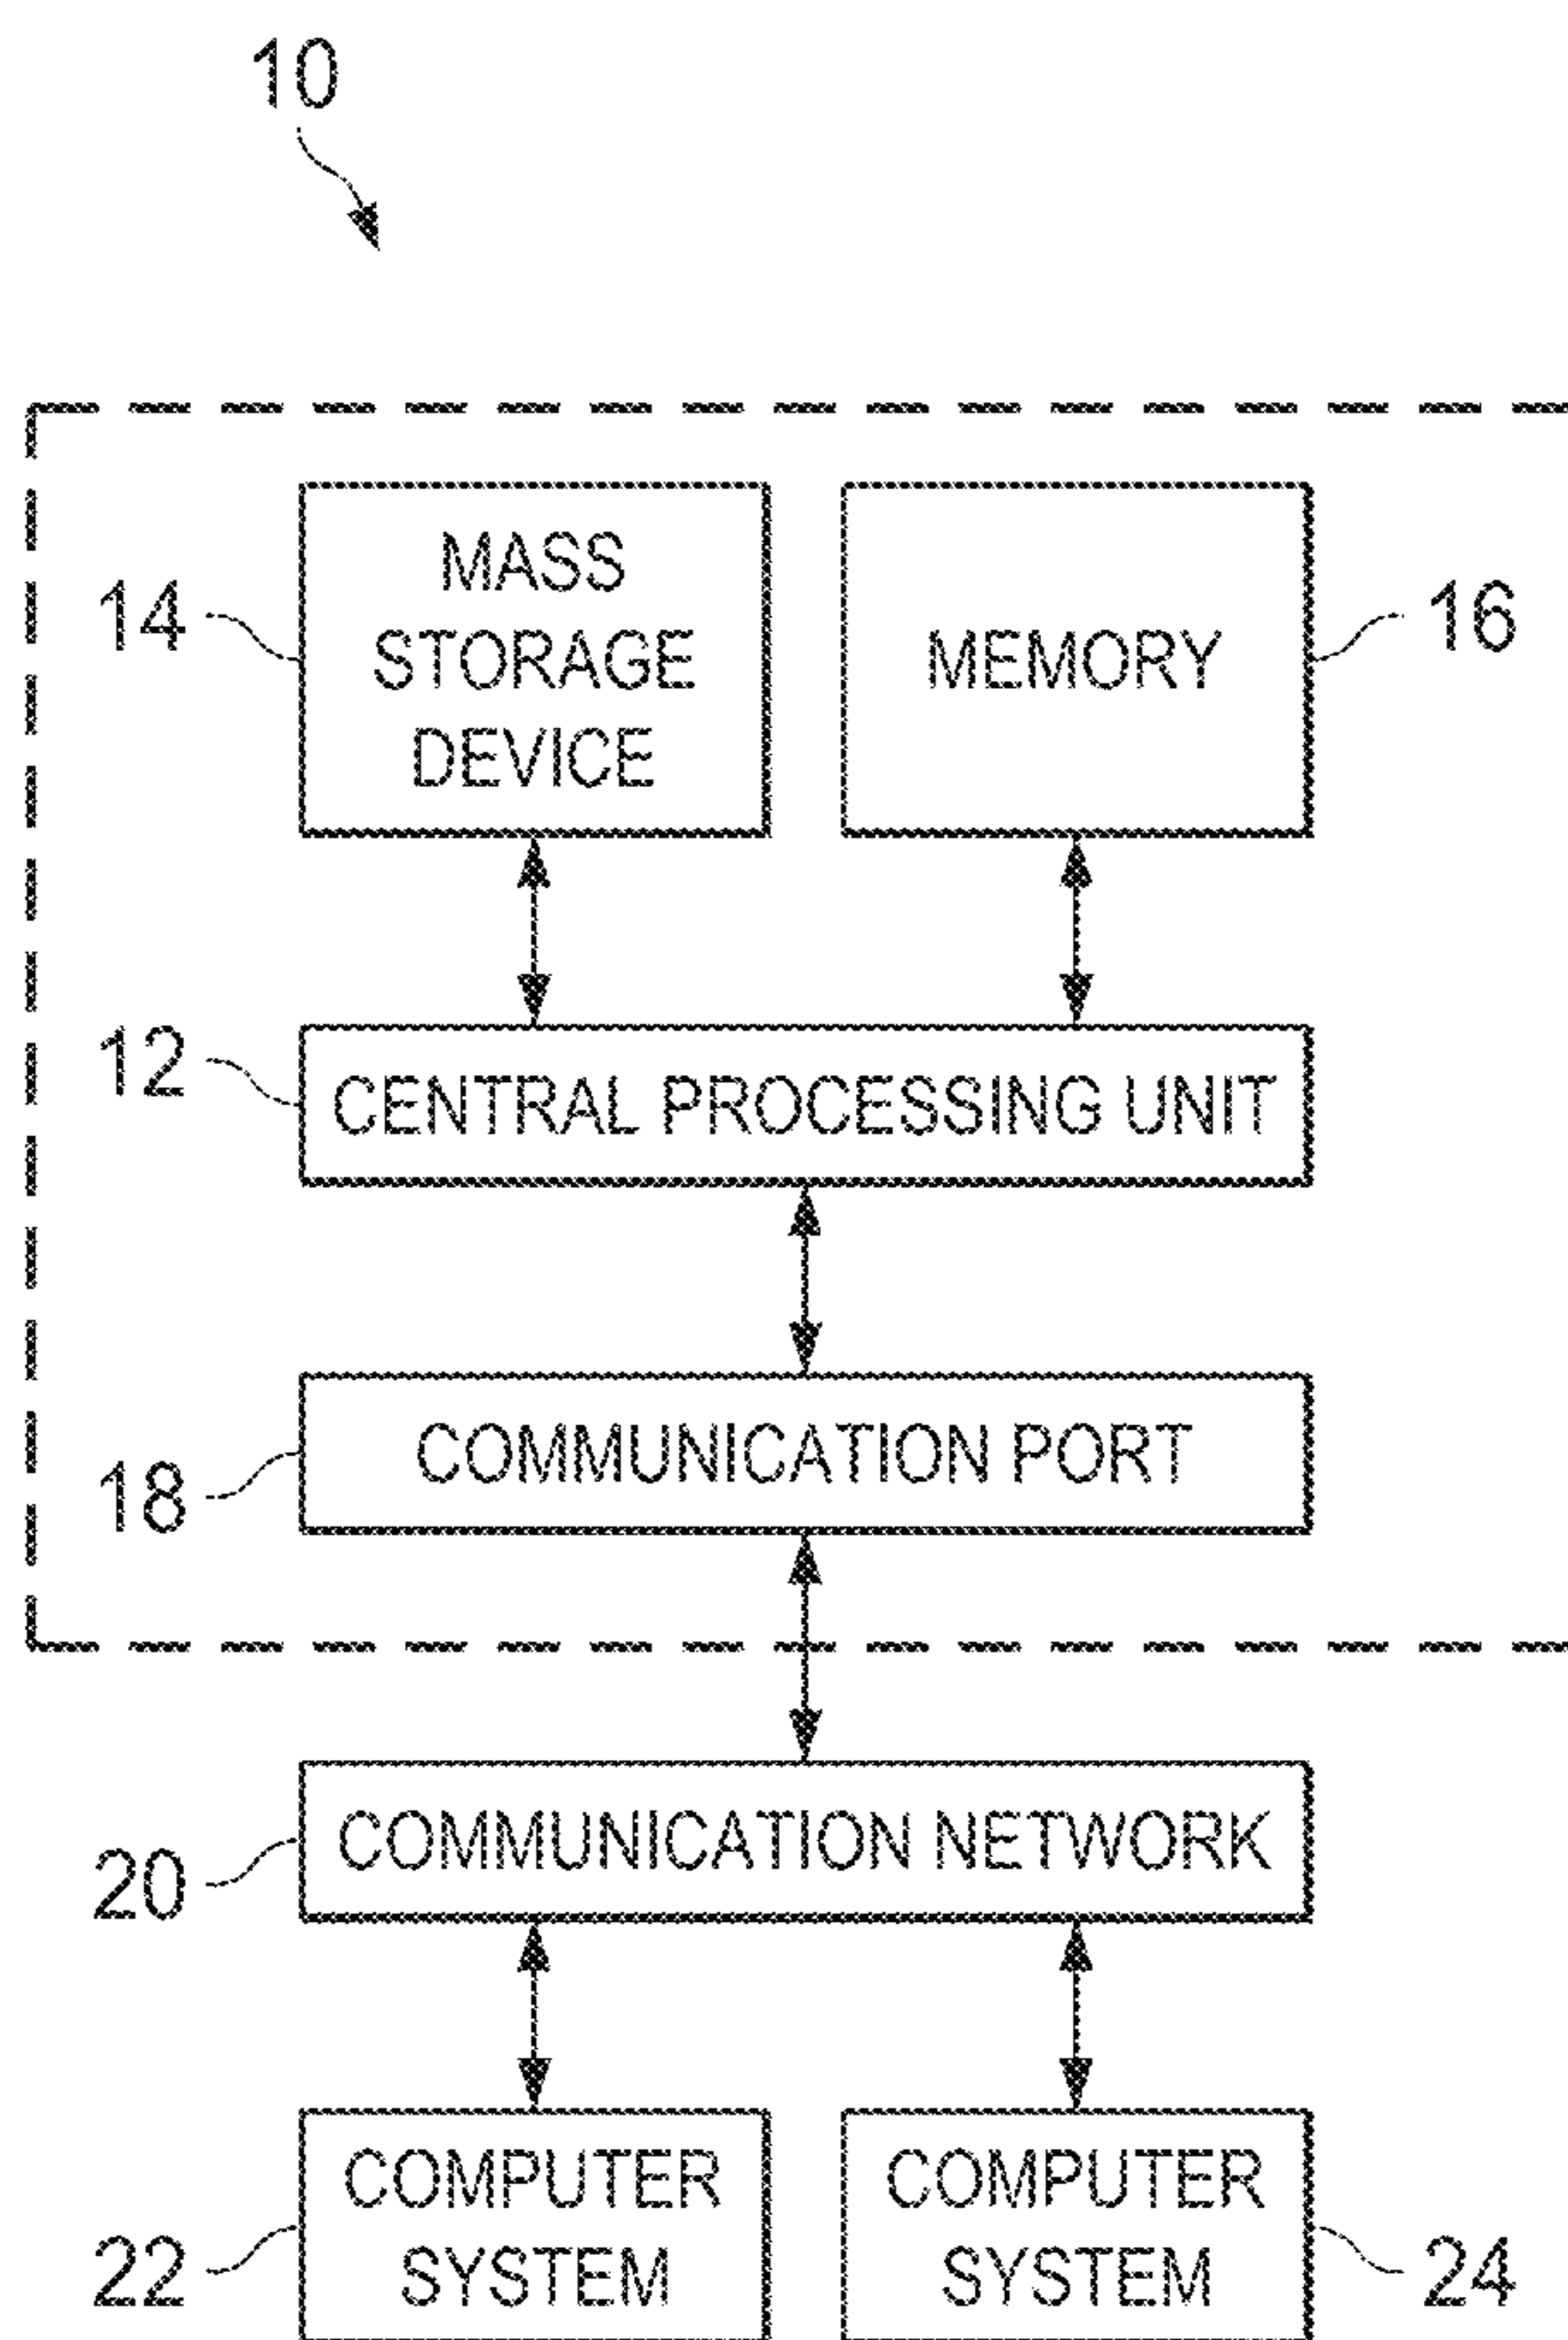 10
MASS
STORAGE
DEVICE
14
MEMORY
16
12
CENTRAL PROCESSING UNIT
COMMUNICATION PORT
18
COMMUNICATION NETWORK
20
COMPUTER
SYSTEM
22
COMPUTER
SYSTEM
24